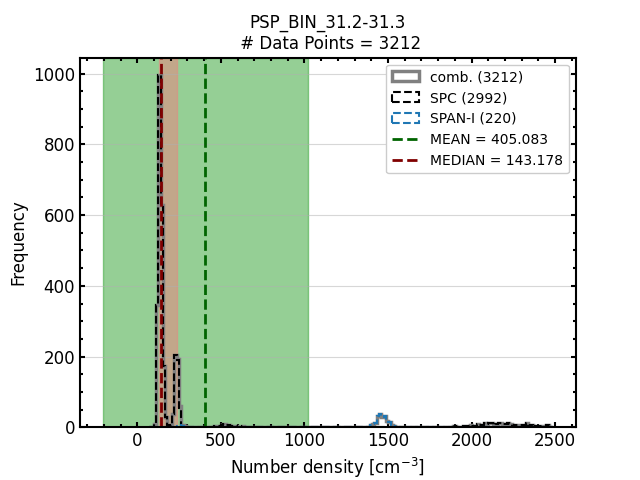 PSP_BIN_31.2-31.3
# Data Points = 3212
comb. (3212)
SPC (2992)
SPAN-I (220)
MEAN = 405.083
MEDIAN = 143.178
Frequency
1000
800
600
400
200
0
0 500 1000 1500 2000 2500
Number density [cm⁻³]